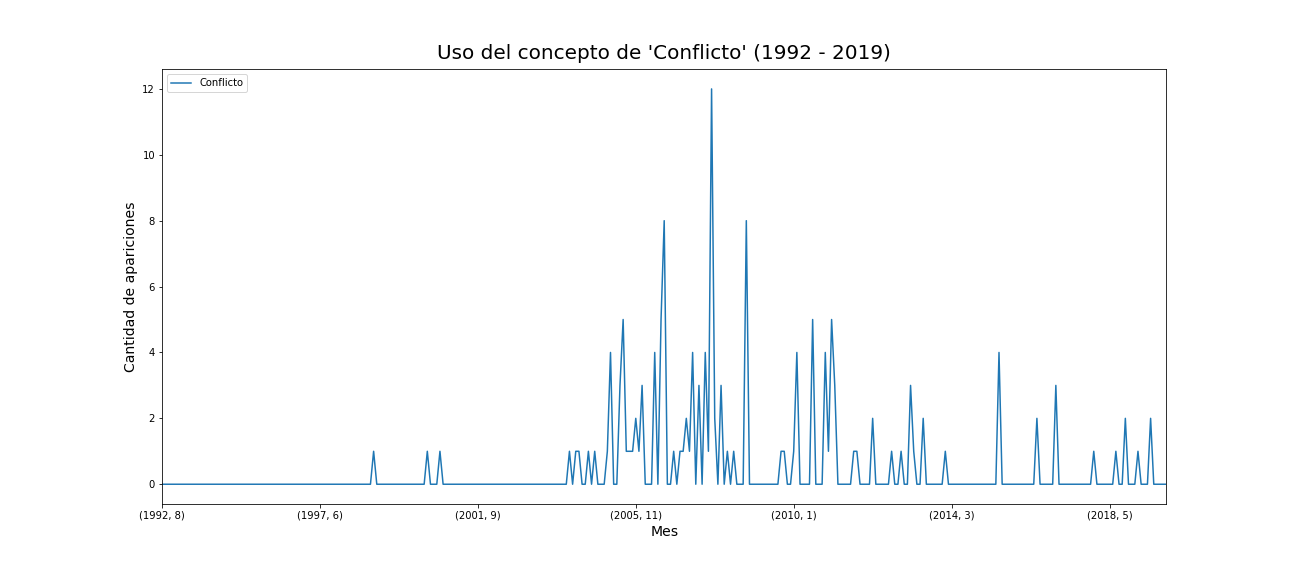 Uso del concepto de 'Conflicto' (1992 - 2019)
Conflicto
Cantidad de apariciones
12
10
8
6
4
2
0
(1992, 8) (1997, 6) (2001, 9) (2005, 11) (2010, 1) (2014, 3) (2018, 5)
Mes